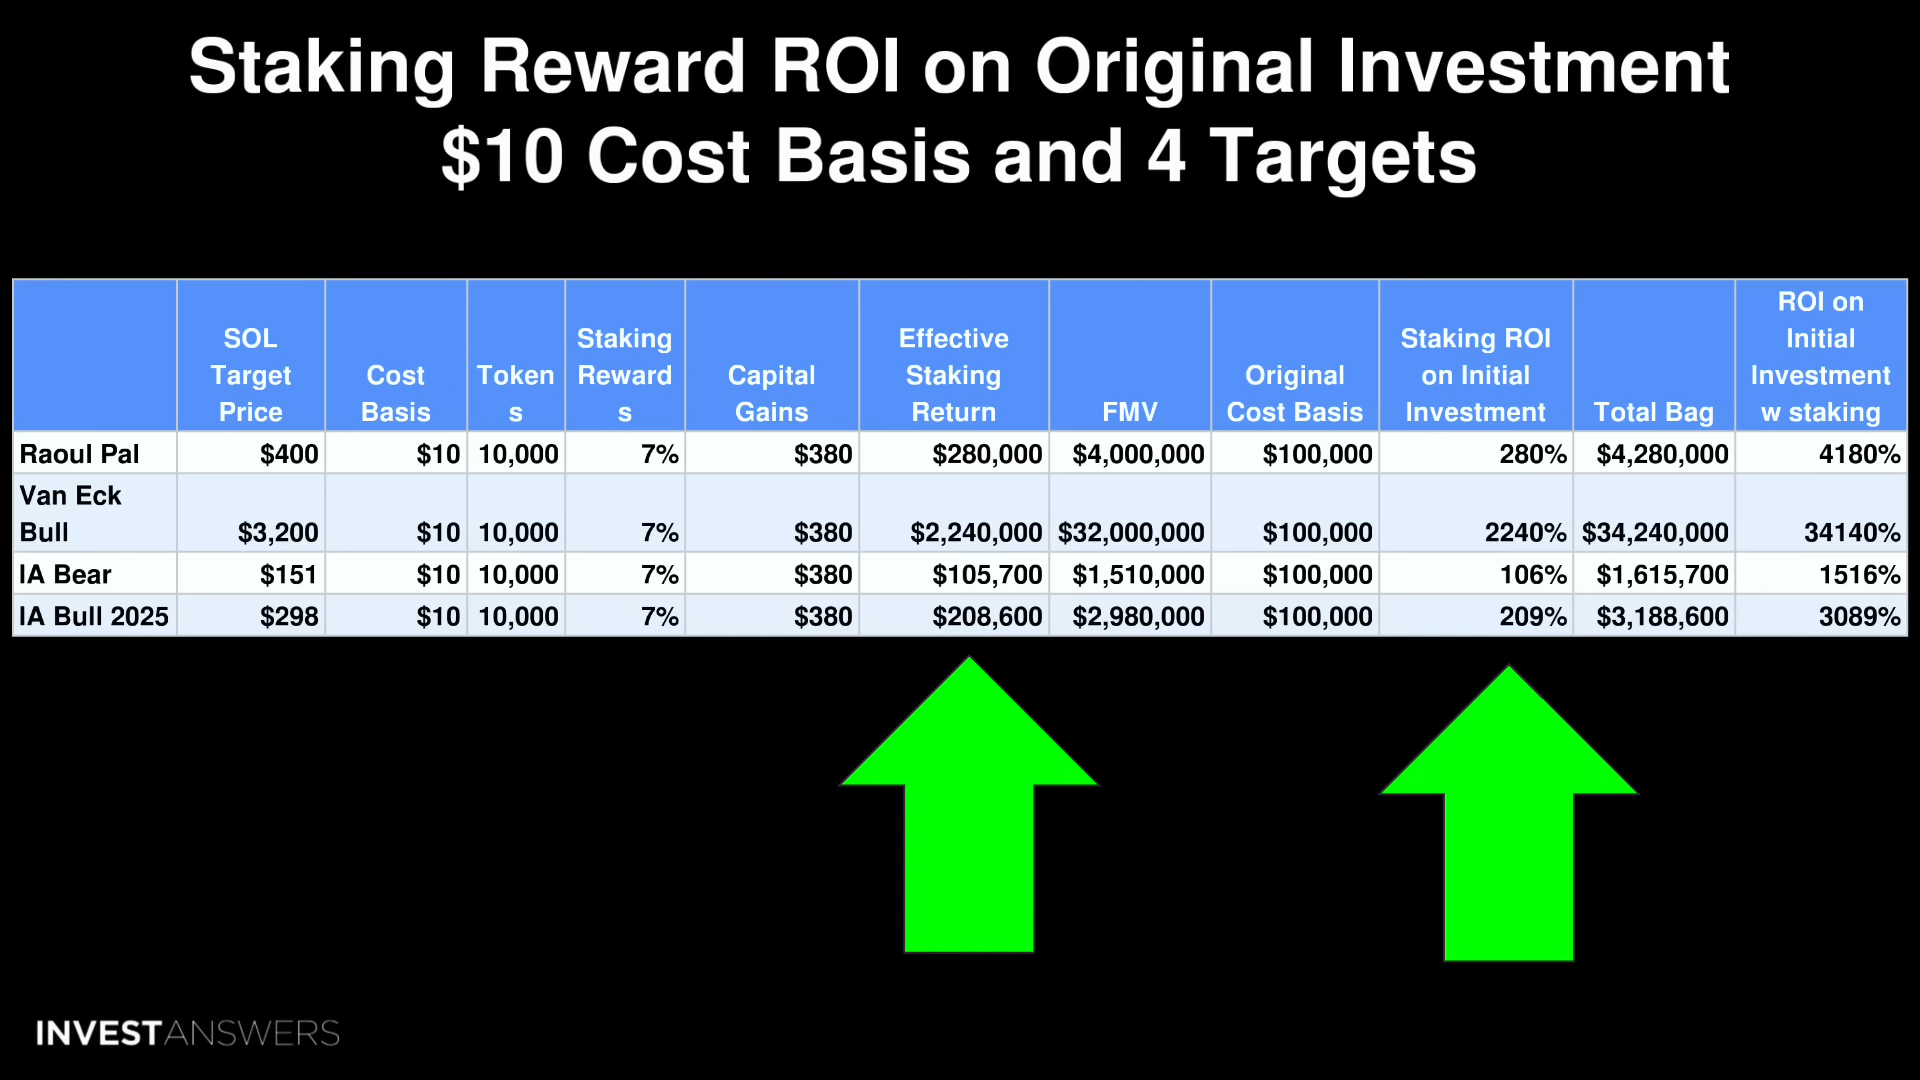 Staking Reward ROI on Original Investment
$10 Cost Basis and 4 Targets
SOL Target Price Cost Basis Token s Staking Reward s Capital Gains Effective Staking Return FMV Original Cost Basis Staking ROI on Initial Investment Total Bag ROI on Initial Investment w staking
Raoul Pal $400 $10 10,000 7% $380 $280,000 $4,000,000 $100,000 280% $4,280,000 4180%
Van Eck Bull $3,200 $10 10,000 7% $380 $2,240,000 $32,000,000 $100,000 2240% $34,240,000 34140%
IA Bear $151 $10 10,000 7% $380 $105,700 $1,510,000 $100,000 106% $1,615,700 1516%
IA Bull 2025 $298 $10 10,000 7% $380 $208,600 $2,980,000 $100,000 209% $3,188,600 3089%
INVESTANSWERS